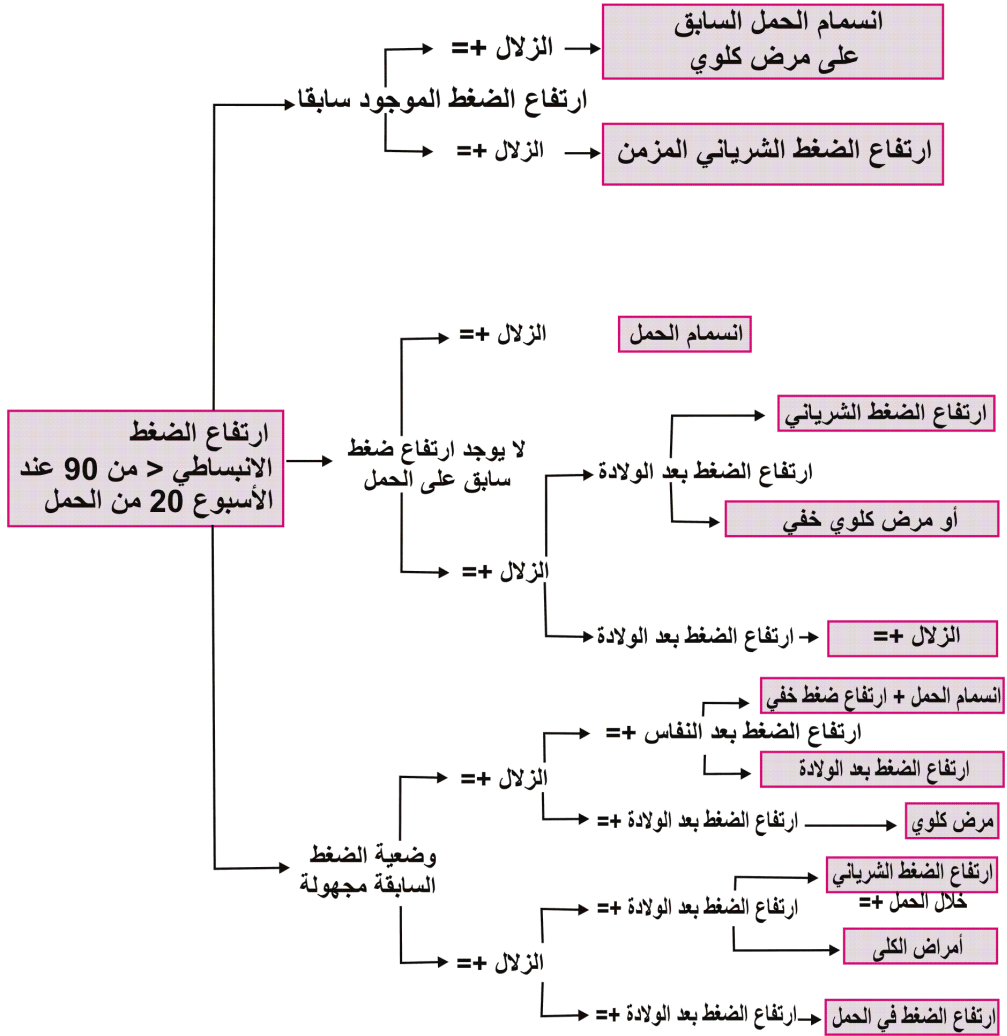 الزلال +=
انسمام الحمل السابق
على مرض كلوي
ارتفاع الضغط الموجود سابقا
الزلال +=
ارتفاع الضغط الشرياني المزمن
الزلال +=
انسمام الحمل
ارتفاع الضغط الشرياني
ارتفاع الضغط
الانبساطي < من 90 عند
الأسبوع 20 من الحمل
لا يوجد ارتفاع ضغط
سابق على الحمل
ارتفاع الضغط بعد الولادة
أو مرض كلوي خفي
الزلال +=
ارتفاع الضغط بعد الولادة
الزلال +=
انسمام الحمل + ارتفاع ضغط خفي
ارتفاع الضغط بعد النفاس +=
الزلال +=
ارتفاع الضغط بعد الولادة
ارتفاع الضغط بعد الولادة +=
مرض كلوي
وضعية الضغط
السابقة مجهولة
ارتفاع الضغط الشرياني
خلال الحمل +=
ارتفاع الضغط بعد الولادة +=
أمراض الكلى
الزلال +=
ارتفاع الضغط بعد الولادة +=
إرتفاع الضغط في الحمل